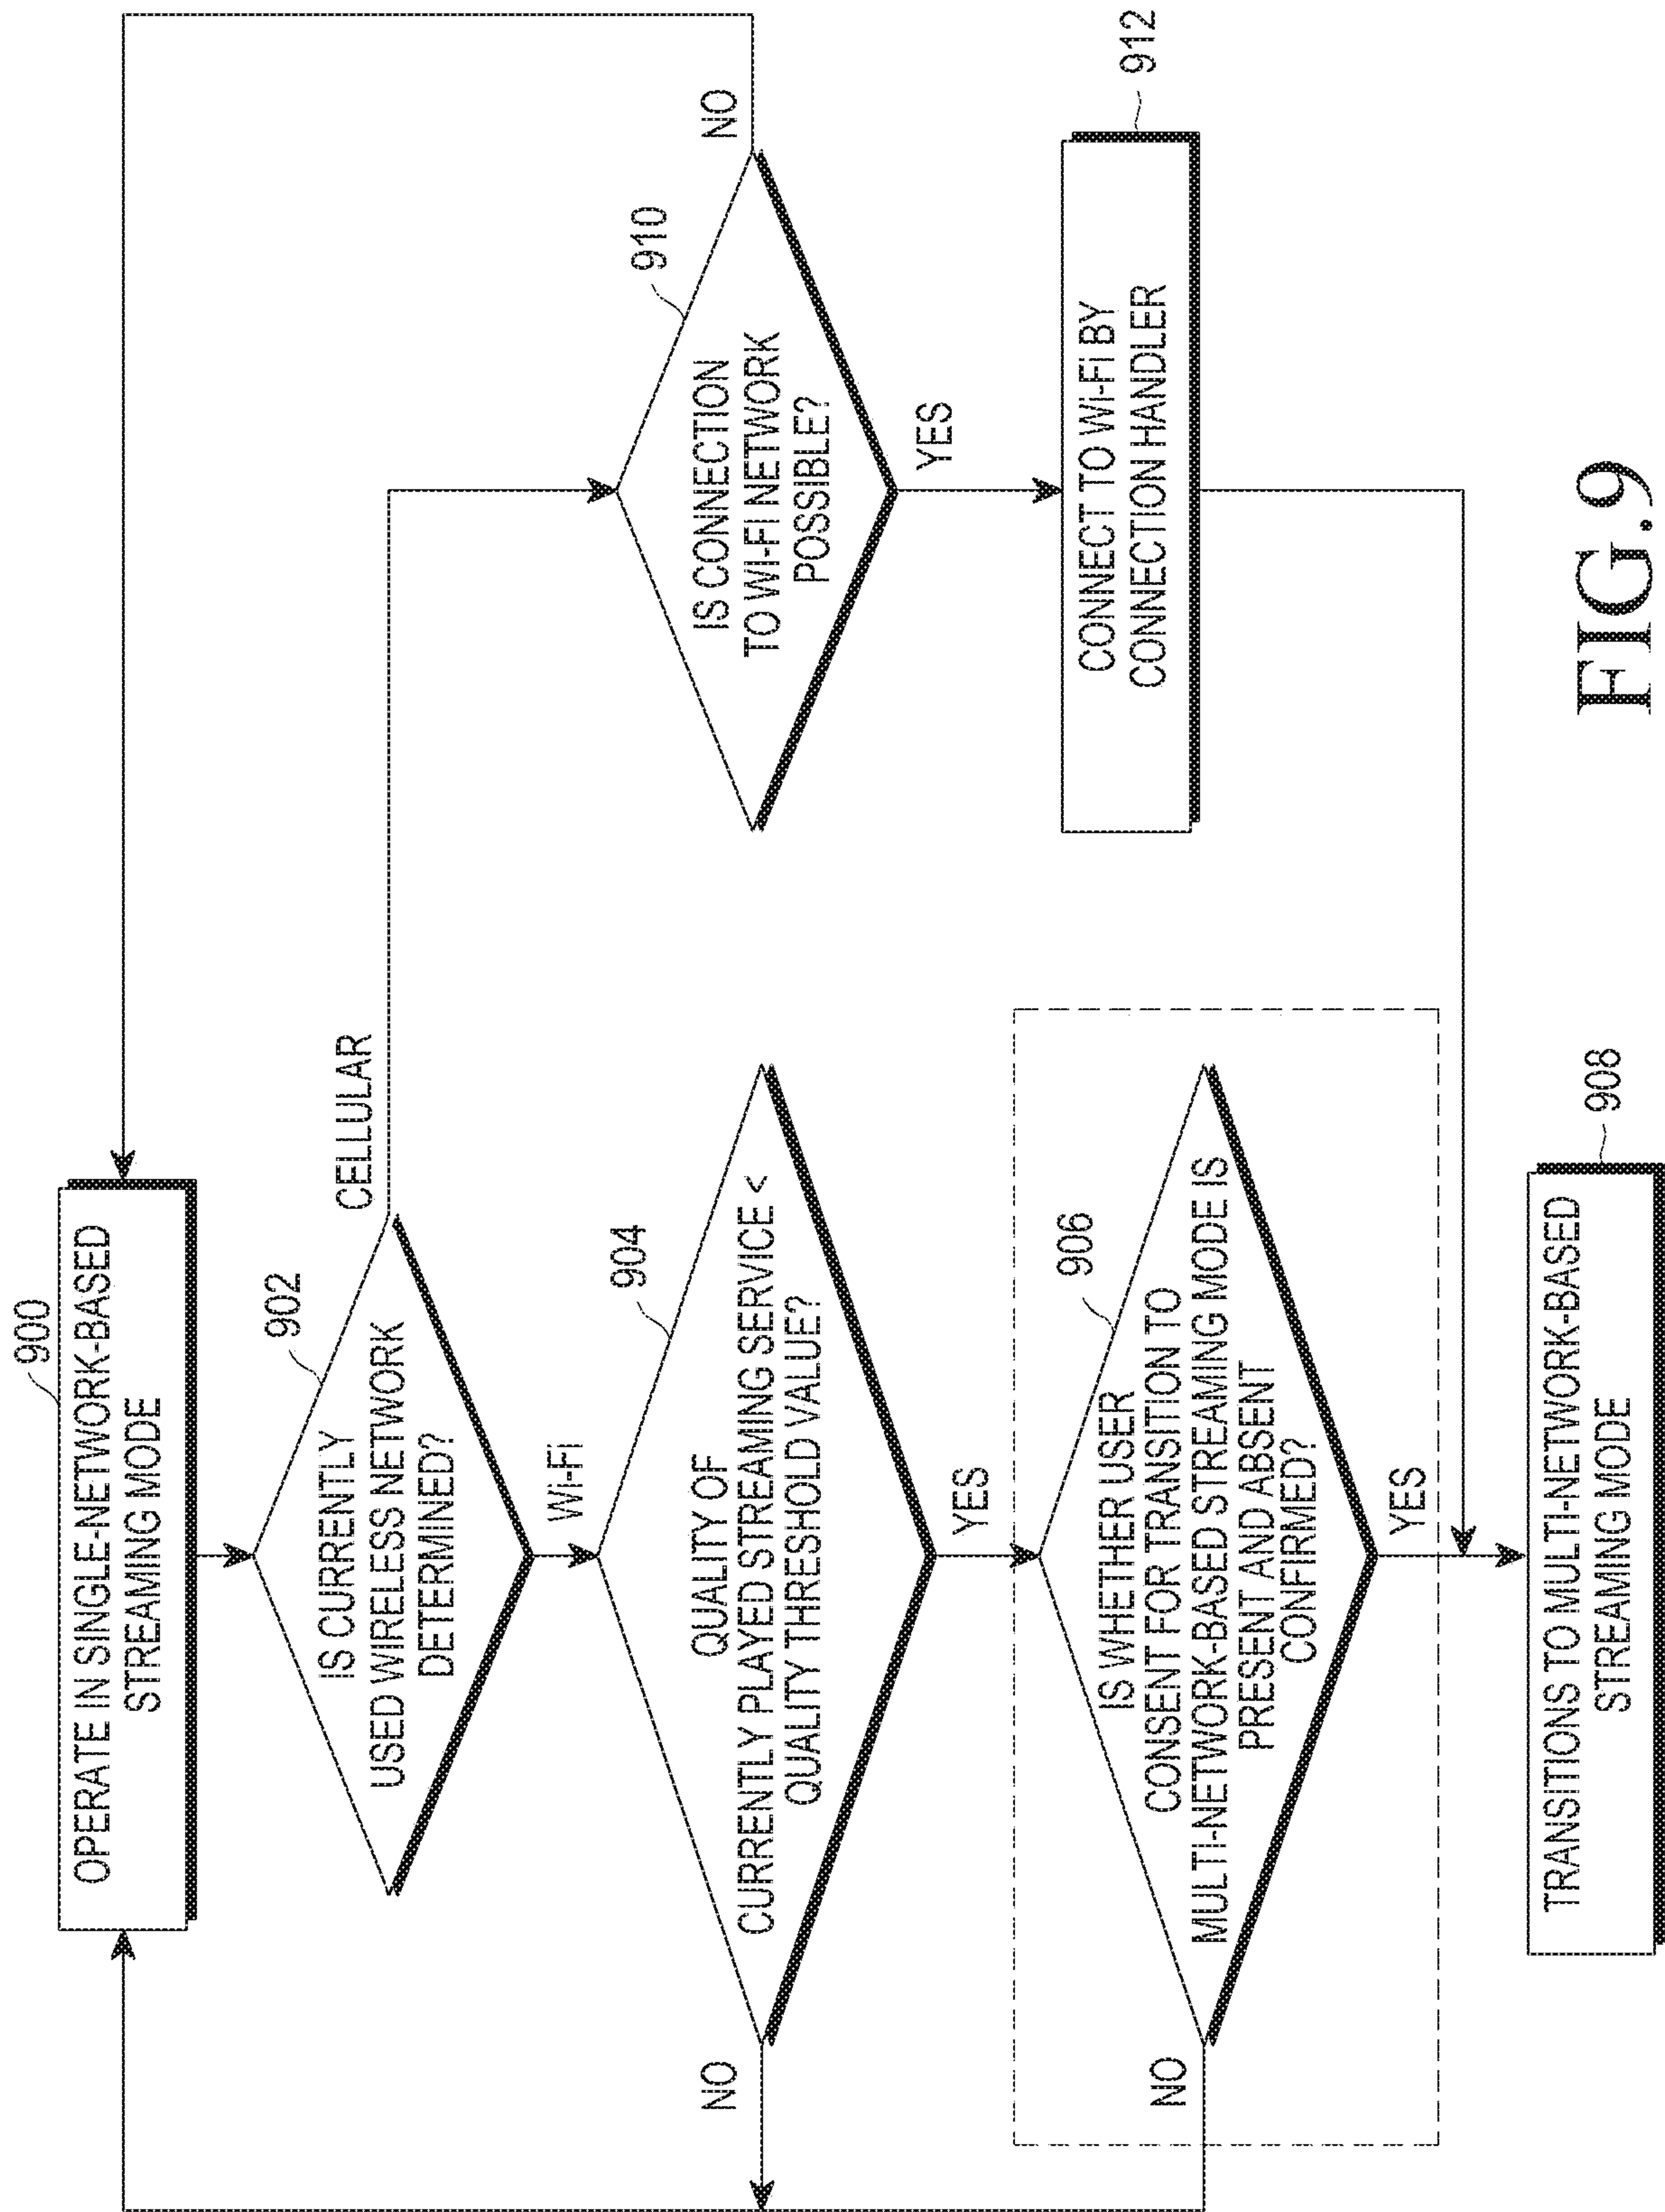 900
OPERATE IN SINGLE-NETWORK-BASED
STREAMING MODE
902
IS CURRENTLY
USED WIRELESS NETWORK
DETERMINED?
CELLULAR
Wi-Fi
904
QUALITY OF
CURRENTLY PLAYED STREAMING SERVICE <
QUALITY THRESHOLD VALUE?
NO
YES
906
IS WHETHER USER
CONSENT FOR TRANSITION TO
MULTI-NETWORK-BASED STREAMING MODE IS
PRESENT AND ABSENT
CONFIRMED?
NO
YES
TRANSITIONS TO MULTI-NETWORK-BASED
STREAMING MODE
908
910
IS CONNECTION
TO WI-FI NETWORK
POSSIBLE?
NO
YES
912
CONNECT TO Wi-Fi BY
CONNECTION HANDLER
FIG.9